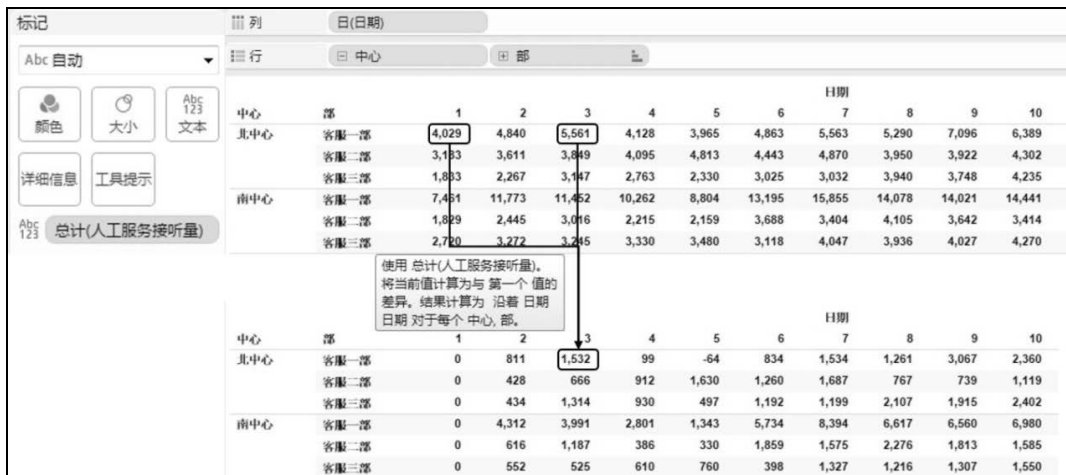 标记
Abc 自动
颜色 大小 Abc 123 文本
详细信息 工具提示
Abc 123 总计(人工服务接听量)
列 日(日期)
行 中心 部
日期
中心 部 1 2 3 4 5 6 7 8 9 10
北中心 客服一部 4,029 4,840 5,561 4,128 3,965 4,863 5,563 5,290 7,096 6,389
客服二部 3,183 3,611 3,849 4,095 4,813 4,443 4,870 3,950 3,922 4,302
客服三部 1,833 2,267 3,147 2,763 2,330 3,025 3,032 3,940 3,748 4,235
南中心 客服一部 7,461 11,773 11,452 10,262 8,804 13,195 15,855 14,078 14,021 14,441
客服二部 1,829 2,445 3,016 2,215 2,159 3,688 3,404 4,105 3,642 3,414
客服三部 2,720 3,272 3,245 3,330 3,480 3,118 4,047 3,936 4,027 4,270
使用 总计(人工服务接听量)。
将当前值计算为与 第一个 值的
差异。结果计算为 沿着 日期
日期 对于每个 中心, 部。
日期
中心 部 1 2 3 4 5 6 7 8 9 10
北中心 客服一部 0 811 1,532 99 -64 834 1,534 1,261 3,067 2,360
客服二部 0 428 666 912 1,630 1,260 1,687 767 739 1,119
客服三部 0 434 1,314 930 497 1,192 1,199 2,107 1,915 2,402
南中心 客服一部 0 4,312 3,991 2,801 1,343 5,734 8,394 6,617 6,560 6,980
客服二部 0 616 1,187 386 330 1,859 1,575 2,276 1,813 1,585
客服三部 0 552 525 610 760 398 1,327 1,216 1,307 1,550